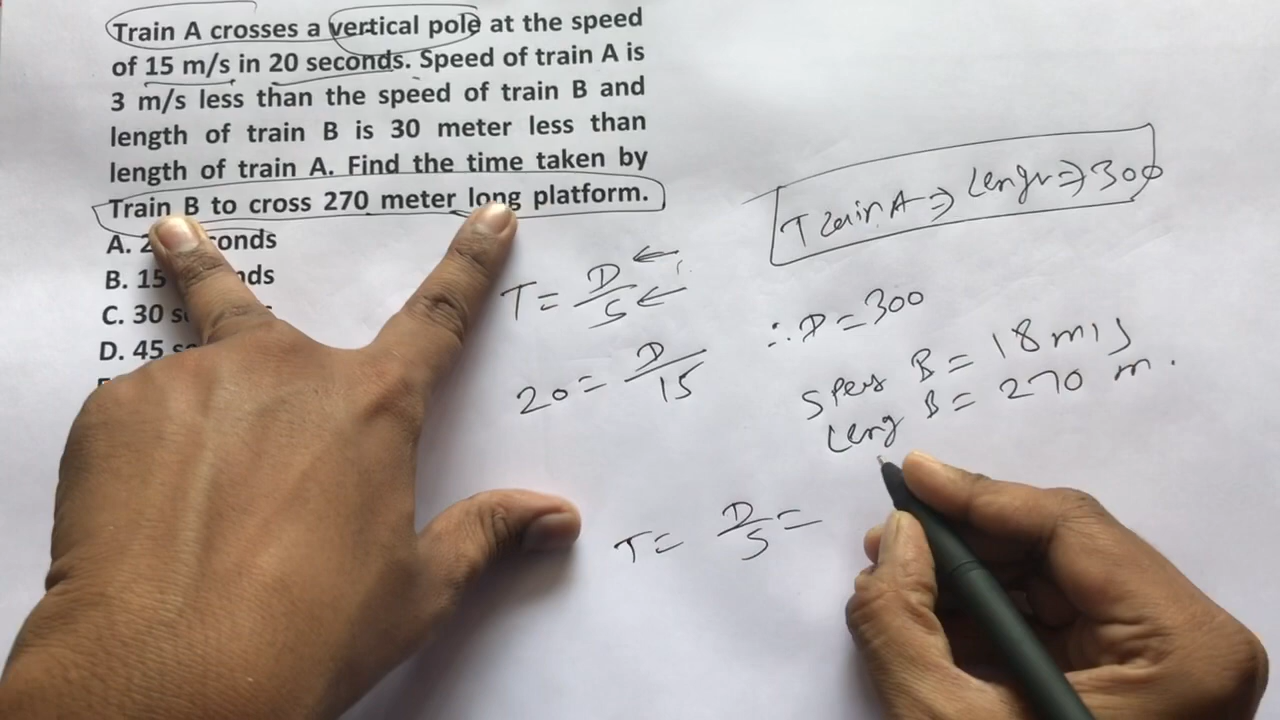 Train A crosses a vertical pole at the speed
of 15 m/s in 20 seconds. Speed of train A is
3 m/s less than the speed of train B and
length of train B is 30 meter less than
length of train A. Find the time taken by
Train B to cross 270 meter long platform.
A. 2 conds
B. 15 nds
C. 30 s
D. 45 se
Train A ⇒ Length ⇒ 300
T = D/S
20 = D/15
∴ D = 300
B = 18 m/s
Leng B = 270 m.
T = D/S =